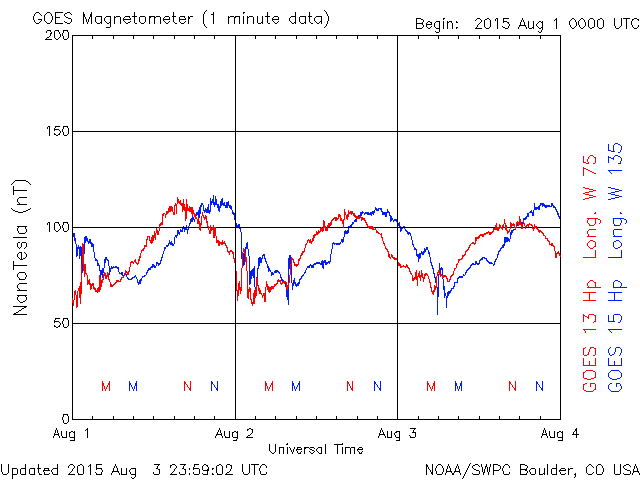 GOES Magnetometer (1 minute data)
Begin: 2015 Aug 1 0000 UTC
200
150
100
50
0
NanoTesla (nT)
M M N N M M N N M M N N
Aug 1 Aug 2 Aug 3 Aug 4
Universal Time
GOES 13 Hp Long. W 75
GOES 15 Hp Long. W 135
Updated 2015 Aug 3 23:59:02 UTC
NOAA/SWPC Boulder, CO USA